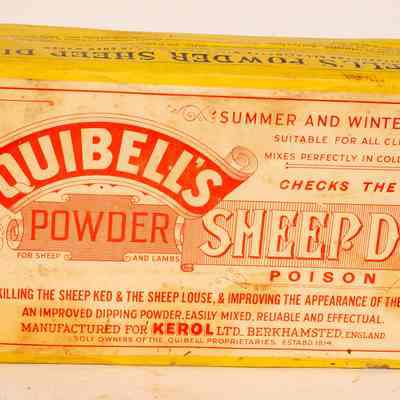 ELL'S POWDER SHEEP DI
SUMMER AND WINTE
SUITABLE FOR ALL CLI
MIXES PERFECTLY IN COLD
QUIBELL'S
CHECKS THE
POWDER
SHEEP D
FOR SHEEP AND LAMBS
POISON
KILLING THE SHEEP KED & THE SHEEP LOUSE, & IMPROVING THE APPEARANCE OF THE
AN IMPROVED DIPPING POWDER, EASILY MIXED, RELIABLE AND EFFECTUAL.
MANUFACTURED FOR KEROL LTD. BERKHAMSTED, ENGLAND
SOLE OWNERS OF THE QUIBELL PROPRIETARIES. ESTABD 1814.